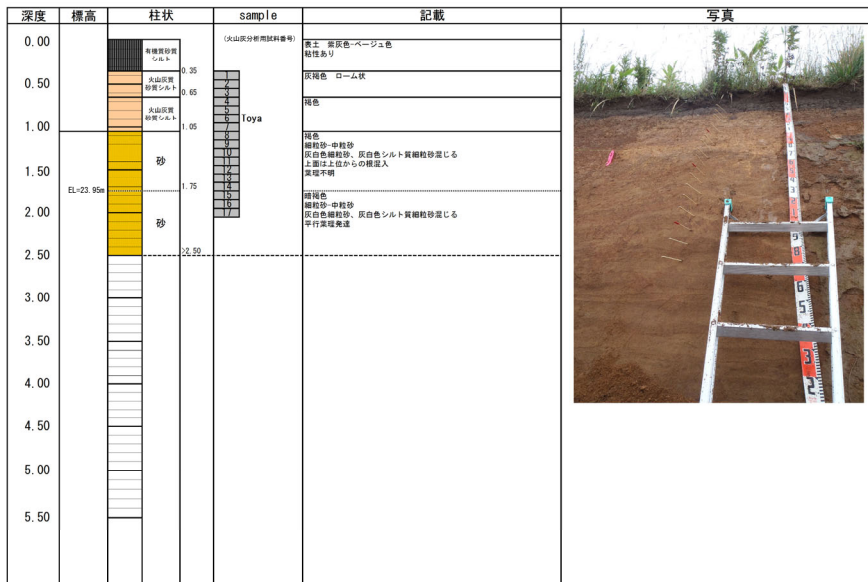 深度 標高 柱状 sample 記載 写真
(火山灰分析用試料番号)
0.00
有機質砂質
シルト
表土 紫灰色-ベージュ色
粘性あり
0.35
0.50
火山灰質
砂質シルト
灰褐色 ローム状
0.65
火山灰質
砂質シルト
褐色
1.00
1.05
1
2
3
4
5
6
7
Toya
8
9
10
11
12
13
14
15
16
17
砂
褐色
細粒砂-中粒砂
灰白色細粒砂、灰白色シルト質細粒砂混じる
上面は上位からの根混入
葉理不明
1.50
EL=23.95m
1.75
2.00
砂
暗褐色
細粒砂-中粒砂
灰白色細粒砂、灰白色シルト質細粒砂混じる
平行葉理発達
2.50
>2.50
3.00
3.50
4.00
4.50
5.00
5.50
9
8
6
5
3
2